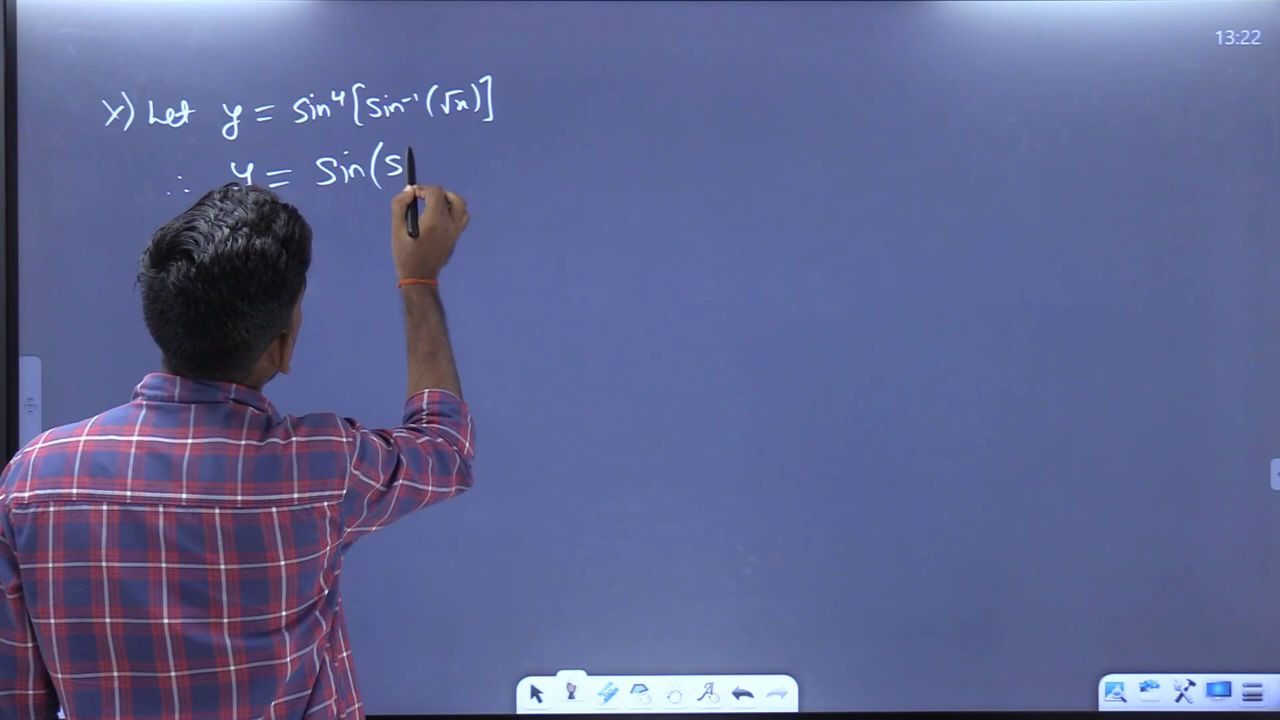 13:22
x) Let y = sin⁴[sin⁻¹(√x)]
∴ y = sin(s